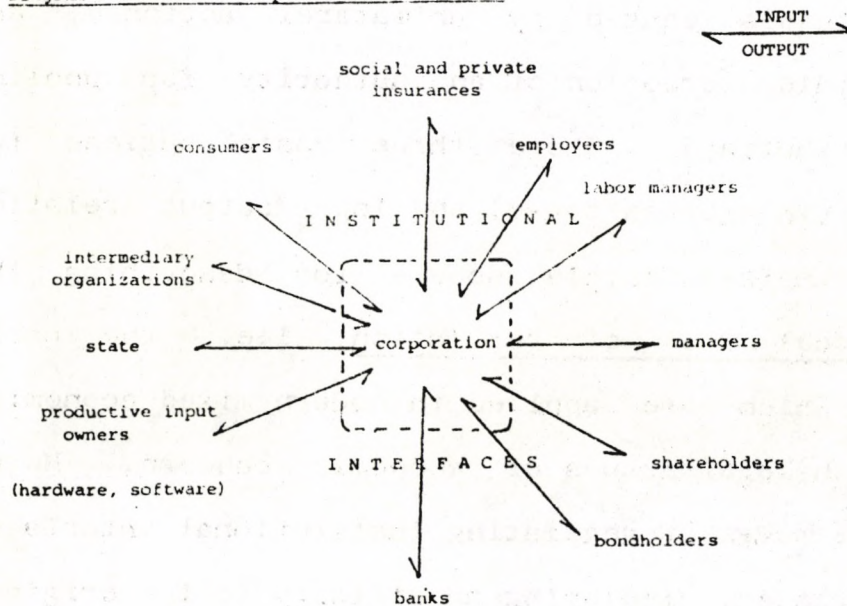 INPUT
OUTPUT
social and private
insurances
consumers
employees
labor managers
INSTITUTIONAL
intermediary
organizations
state
corporation
managers
productive input
owners
(hardware, software)
INTERFACES
shareholders
bondholders
banks